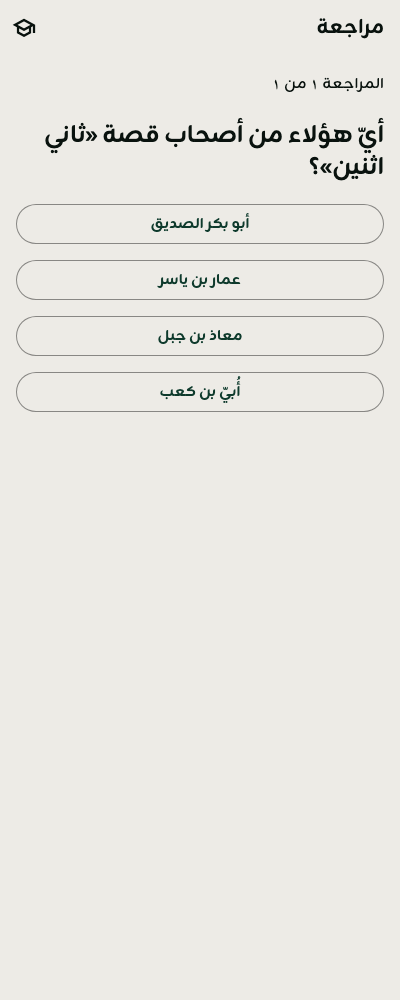 مراجعة
المراجعة ١ من ١
أيّ هؤلاء من أصحاب قصة «ثاني
اثنين»؟
أبو بكر الصديق
عمار بن ياسر
معاذ بن جبل
أُبيّ بن كعب